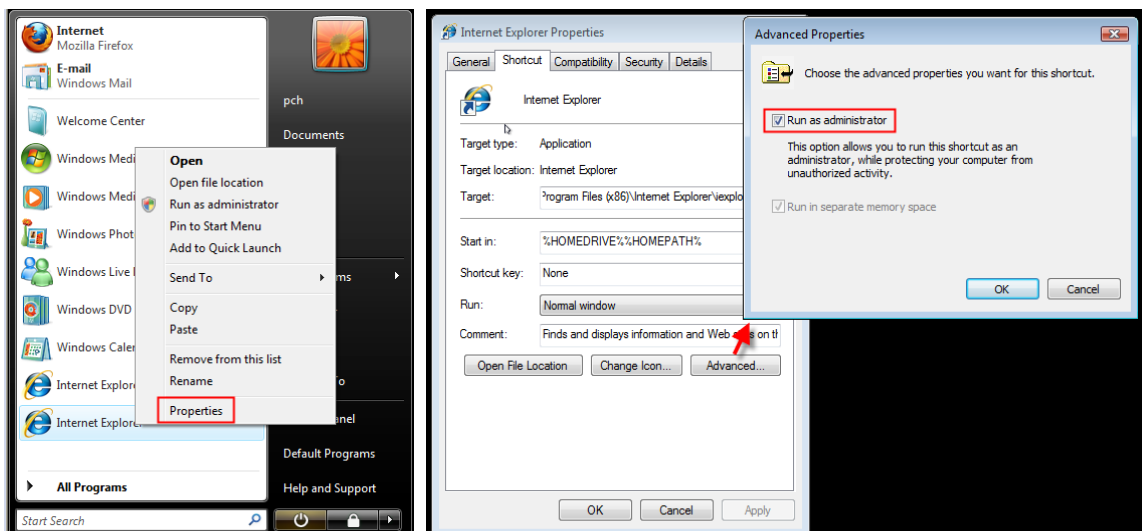 Internet
Mozilla Firefox
E-mail
Windows Mail
Welcome Center
Windows Medi
Windows Medi
Windows Phot
Windows Live
Windows DVD
Windows Caler
Internet Explore
Internet Explore
All Programs
Start Search
pch
Documents
ms
o
anel
Default Programs
Help and Support
Open
Open file location
Run as administrator
Pin to Start Menu
Add to Quick Launch
Send To
Copy
Paste
Remove from this list
Rename
Properties
Internet Explorer Properties
General Shortcut Compatibility Security Details
Internet Explorer
Target type: Application
Target location: Internet Explorer
Target: Program Files (x86)\Internet Explorer\iexplo
Start in: %HOMEDRIVE%%HOMEPATH%
Shortcut key: None
Run: Normal window
Comment: Finds and displays information and Web on th
Open File Location Change Icon... Advanced...
OK Cancel Apply
Advanced Properties
Choose the advanced properties you want for this shortcut.
Run as administrator
This option allows you to run this shortcut as an
administrator, while protecting your computer from
unauthorized activity.
Run in separate memory space
OK Cancel